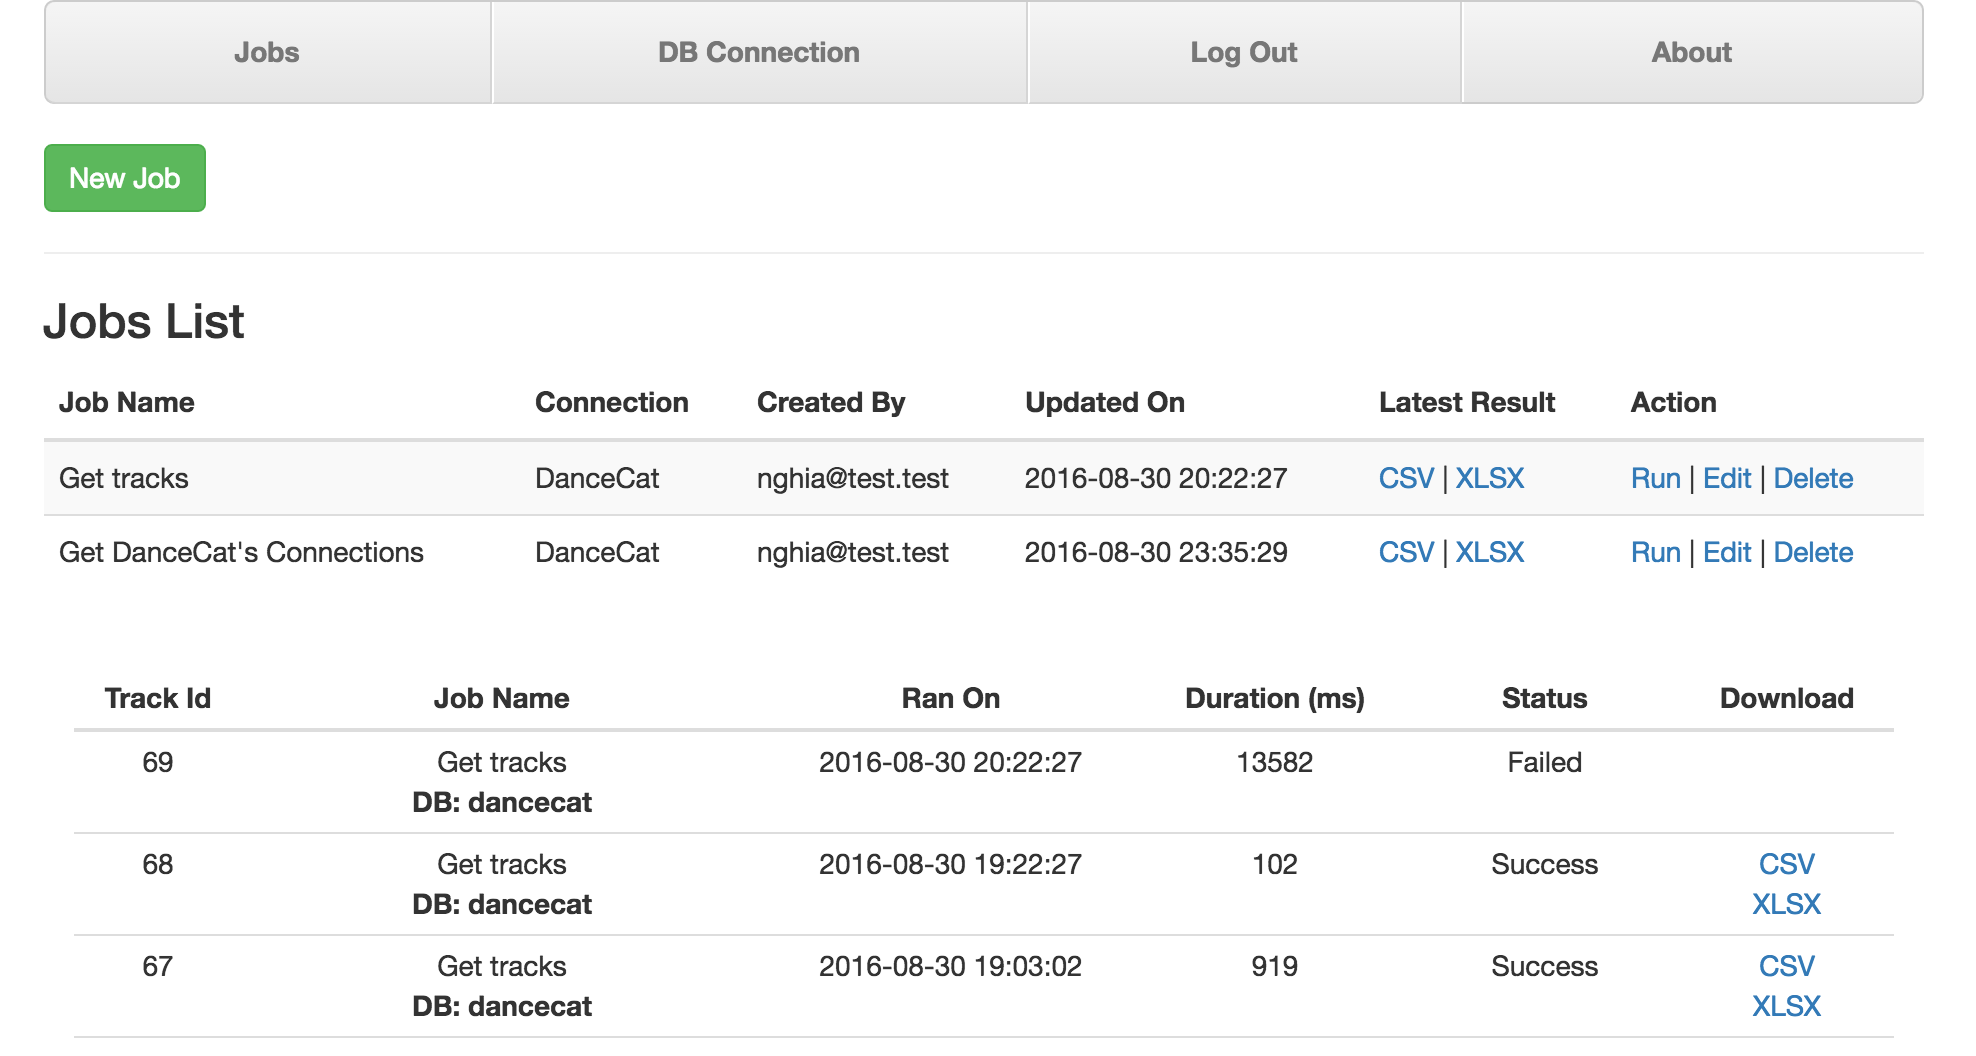 Jobs DB Connection Log Out About
New Job
Jobs List
Job Name Connection Created By Updated On Latest Result Action
Get tracks DanceCat nghia@test.test 2016-08-30 20:22:27 CSV | XLSX Run | Edit | Delete
Get DanceCat's Connections DanceCat nghia@test.test 2016-08-30 23:35:29 CSV | XLSX Run | Edit | Delete
Track Id Job Name Ran On Duration (ms) Status Download
69 Get tracks 2016-08-30 20:22:27 13582 Failed
DB: dancecat
68 Get tracks 2016-08-30 19:22:27 102 Success CSV
DB: dancecat XLSX
67 Get tracks 2016-08-30 19:03:02 919 Success CSV
DB: dancecat XLSX